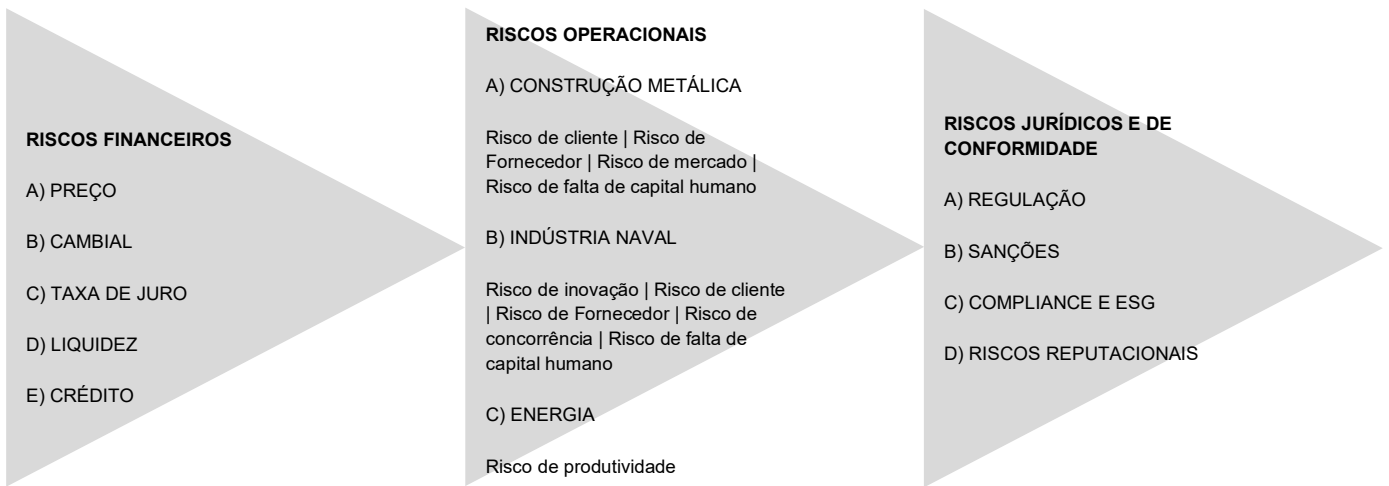 RISCOS FINANCEIROS
A) PREÇO
B) CAMBIAL
C) TAXA DE JURO
D) LIQUIDEZ
E) CRÉDITO
RISCOS OPERACIONAIS
A) CONSTRUÇÃO METÁLICA
Risco de cliente | Risco de
Fornecedor | Risco de mercado |
Risco de falta de capital humano
B) INDÚSTRIA NAVAL
Risco de inovação | Risco de cliente
| Risco de Fornecedor | Risco de
concorrência | Risco de falta de
capital humano
C) ENERGIA
Risco de produtividade
RISCOS JURÍDICOS E DE
CONFORMIDADE
A) REGULAÇÃO
B) SANÇÕES
C) COMPLIANCE E ESG
D) RISCOS REPUTACIONAIS